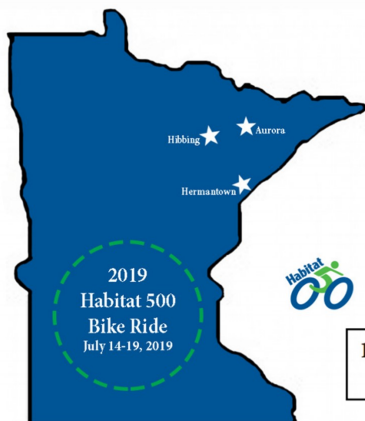 Aurora
Hibbing
Hermantown
2019
Habitat 500
Bike Ride
July 14-19, 2019
Habitat